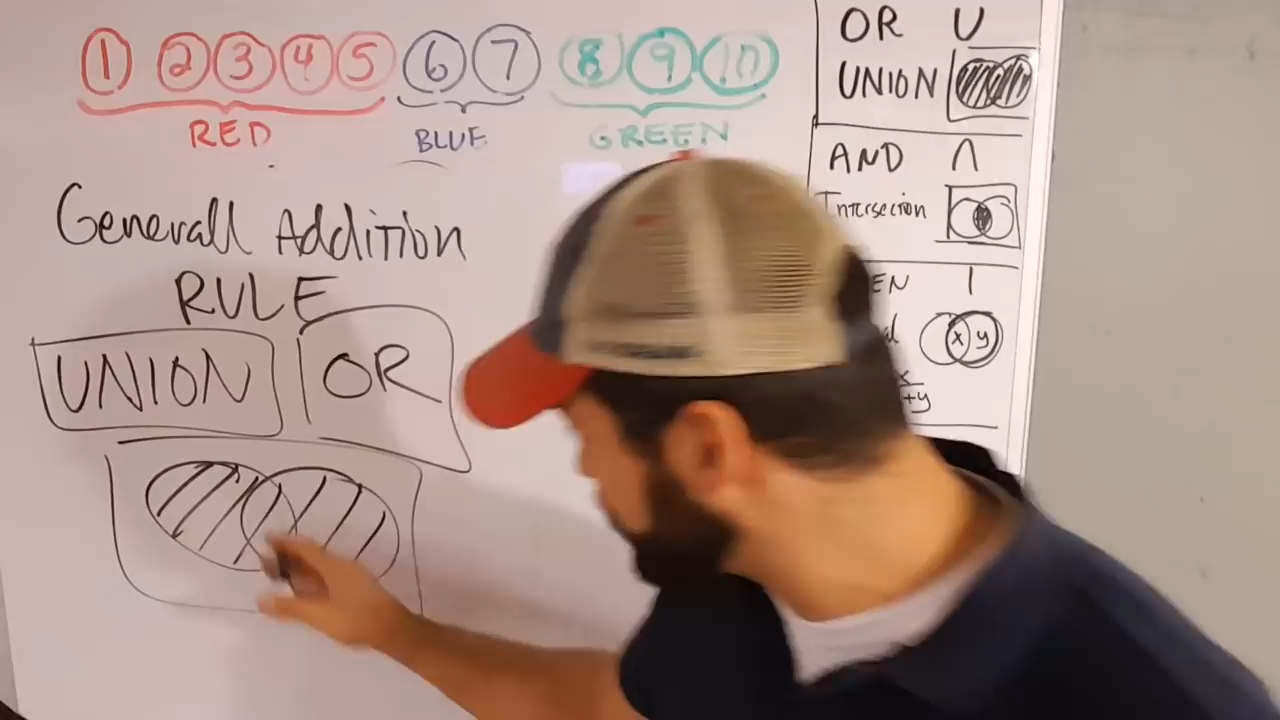 1 2 3 4 5 6 7 8 9 10
RED BLUE GREEN
Generall Addition
RULE
UNION OR
OR U
UNION
AND ∩
Intersection
EN |
x y
+y